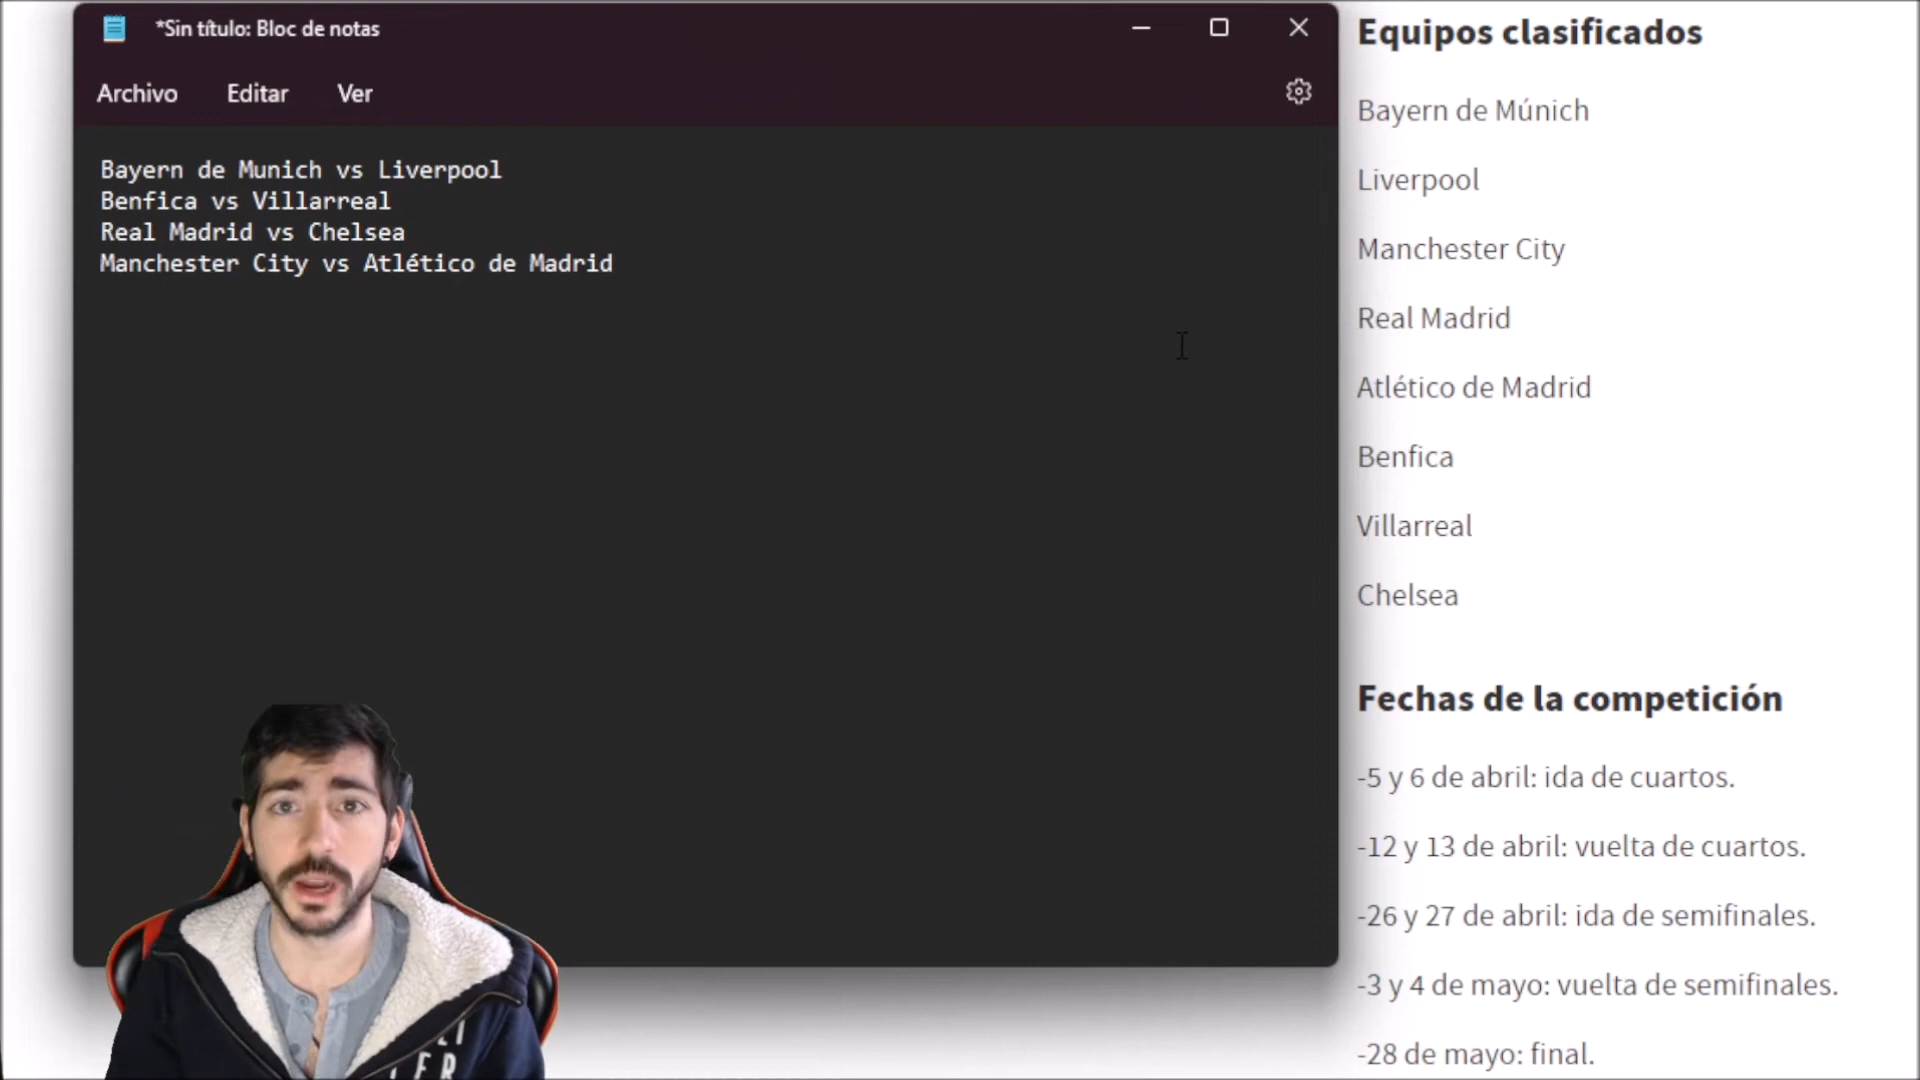 *Sin título: Bloc de notas
Archivo Editar Ver
Bayern de Munich vs Liverpool
Benfica vs Villarreal
Real Madrid vs Chelsea
Manchester City vs Atlético de Madrid
Equipos clasificados
Bayern de Múnich
Liverpool
Manchester City
Real Madrid
Atlético de Madrid
Benfica
Villarreal
Chelsea
Fechas de la competición
-5 y 6 de abril: ida de cuartos.
-12 y 13 de abril: vuelta de cuartos.
-26 y 27 de abril: ida de semifinales.
-3 y 4 de mayo: vuelta de semifinales.
-28 de mayo: final.